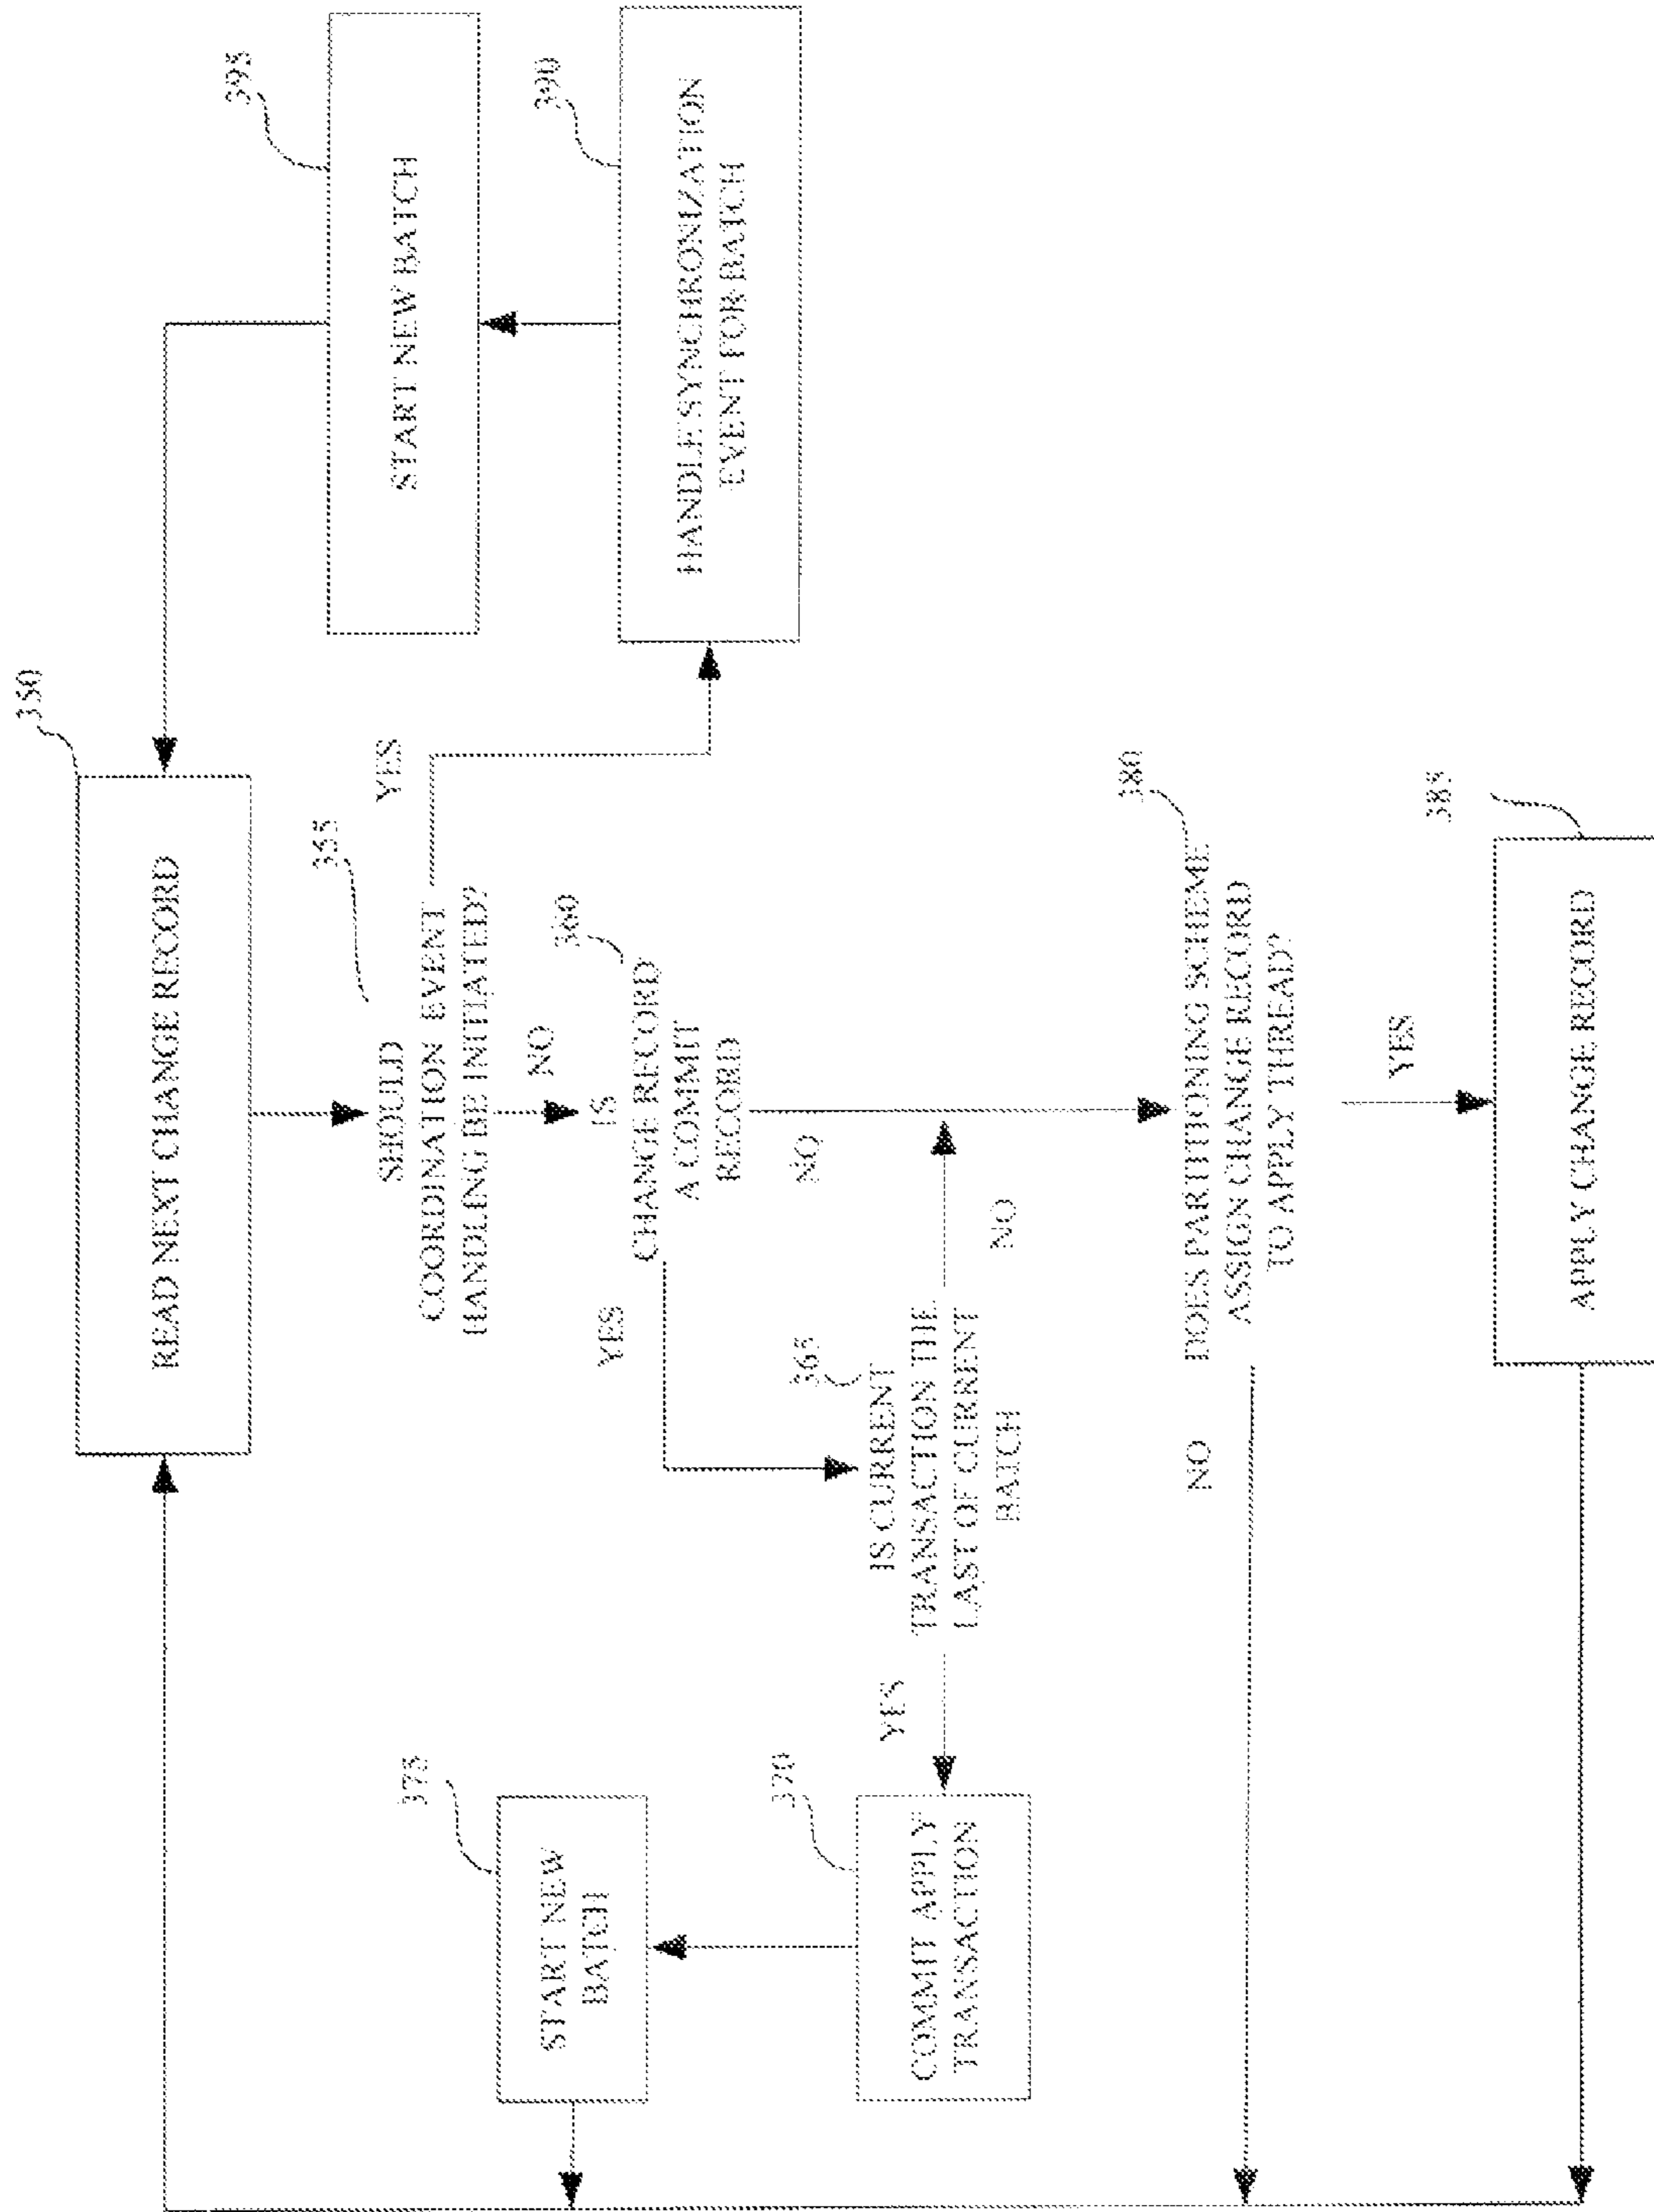 350
READ NEXT CHANGE RECORD
355
SHOULD
COORDINATION EVENT
HANDLING BE INITIATED?
YES
NO
395
START NEW BATCH
390
HANDLE SYNCHRONIZATION
EVENT FOR BATCH
360
IS
CHANGE RECORD
A COMMIT
RECORD
YES
NO
365
IS CURRENT
TRANSACTION THE
LAST OF CURRENT
BATCH
YES
NO
375
START NEW
BATCH
370
COMMIT APPLY
TRANSACTION
380
DOES PARTITIONING SCHEME
ASSIGN CHANGE RECORD
TO APPLY THREAD?
NO
YES
385
APPLY CHANGE RECORD